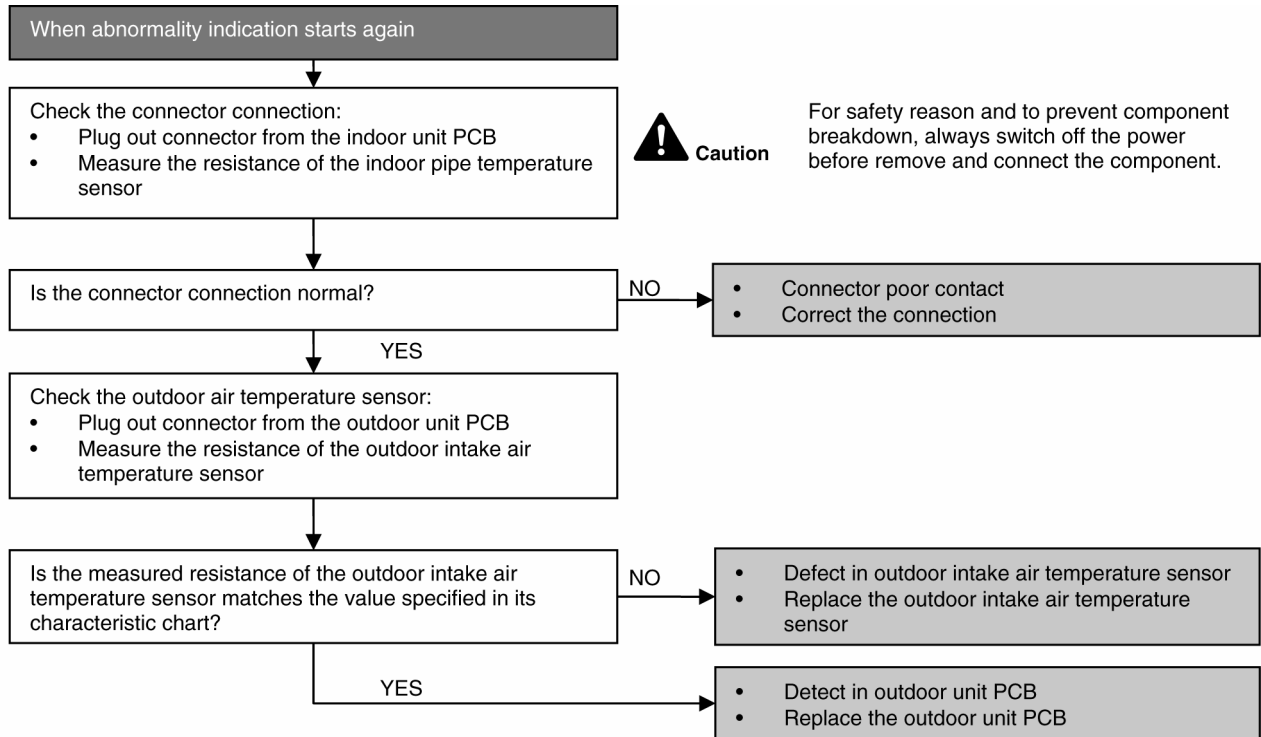 When abnormality indication starts again
Check the connector connection:
• Plug out connector from the indoor unit PCB
• Measure the resistance of the indoor pipe temperature
sensor
Caution
For safety reason and to prevent component
breakdown, always switch off the power
before remove and connect the component.
Is the connector connection normal?
NO
• Connector poor contact
• Correct the connection
YES
Check the outdoor air temperature sensor:
• Plug out connector from the outdoor unit PCB
• Measure the resistance of the outdoor intake air
temperature sensor
Is the measured resistance of the outdoor intake air
temperature sensor matches the value specified in its
characteristic chart?
NO
• Defect in outdoor intake air temperature sensor
• Replace the outdoor intake air temperature
sensor
YES
• Detect in outdoor unit PCB
• Replace the outdoor unit PCB